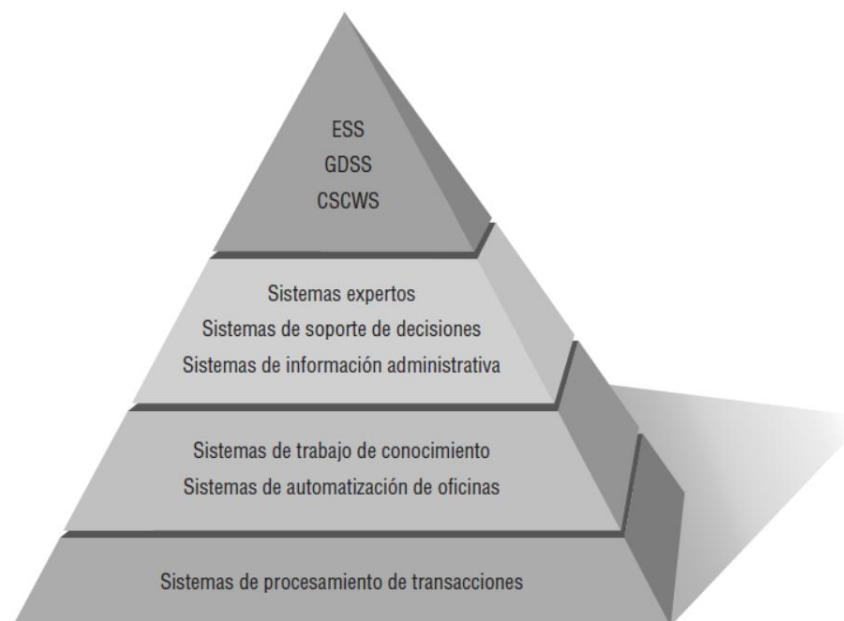 ESS
GDSS
CSCWS
Sistemas expertos
Sistemas de soporte de decisiones
Sistemas de información administrativa
Sistemas de trabajo de conocimiento
Sistemas de automatización de oficinas
Sistemas de procesamiento de transacciones